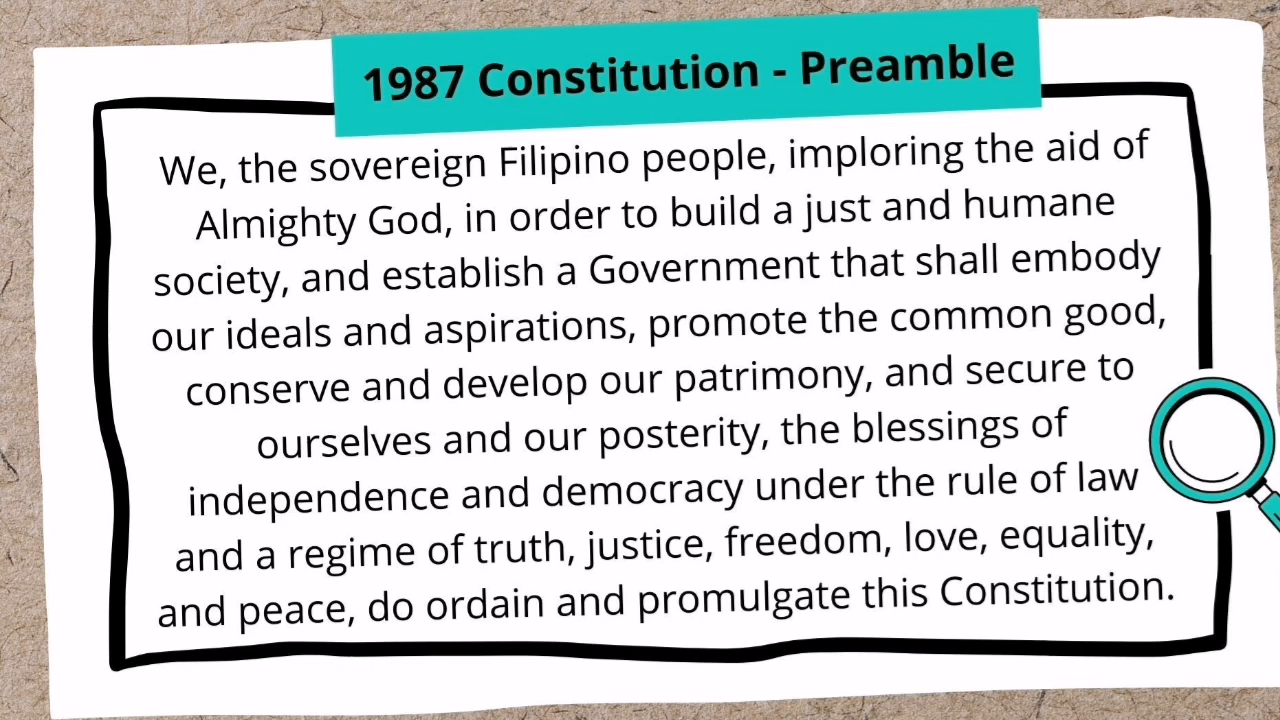 1987 Constitution - Preamble
We, the sovereign Filipino people, imploring the aid of
Almighty God, in order to build a just and humane
society, and establish a Government that shall embody
our ideals and aspirations, promote the common good,
conserve and develop our patrimony, and secure to
ourselves and our posterity, the blessings of
independence and democracy under the rule of law
and a regime of truth, justice, freedom, love, equality,
and peace, do ordain and promulgate this Constitution.